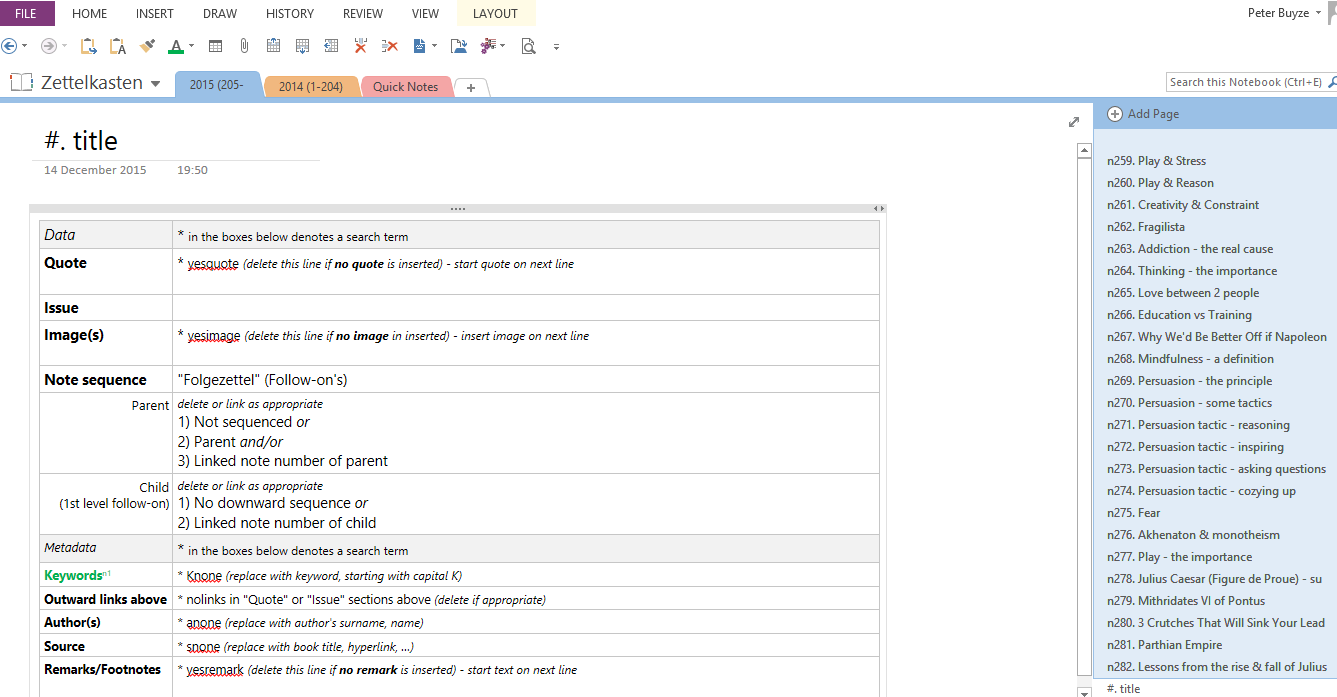 FILE HOME INSERT DRAW HISTORY REVIEW VIEW LAYOUT Peter Buyze
Zettelkasten 2015 (205- 2014 (1-204) Quick Notes + Search this Notebook (Ctrl+E)
#. title
14 December 2015 19:50
Data * in the boxes below denotes a search term
Quote * yesquote (delete this line if no quote is inserted) - start quote on next line
Issue
Image(s) * yesimage (delete this line if no image in inserted) - insert image on next line
Note sequence "Folgezettel" (Follow-on's)
Parent delete or link as appropriate
1) Not sequenced or
2) Parent and/or
3) Linked note number of parent
Child delete or link as appropriate
(1st level follow-on) 1) No downward sequence or
2) Linked note number of child
Metadata * in the boxes below denotes a search term
Keywordsn1 * Knone (replace with keyword, starting with capital K)
Outward links above * nolinks in "Quote" or "Issue" sections above (delete if appropriate)
Author(s) * anone (replace with author's surname, name)
Source * snone (replace with book title, hyperlink, ...)
Remarks/Footnotes * yesremark (delete this line if no remark is inserted) - start text on next line
Add Page
n259. Play & Stress
n260. Play & Reason
n261. Creativity & Constraint
n262. Fragilista
n263. Addiction - the real cause
n264. Thinking - the importance
n265. Love between 2 people
n266. Education vs Training
n267. Why We'd Be Better Off if Napoleon
n268. Mindfulness - a definition
n269. Persuasion - the principle
n270. Persuasion - some tactics
n271. Persuasion tactic - reasoning
n272. Persuasion tactic - inspiring
n273. Persuasion tactic - asking questions
n274. Persuasion tactic - cozying up
n275. Fear
n276. Akhenaton & monotheism
n277. Play - the importance
n278. Julius Caesar (Figure de Proue) - su
n279. Mithridates VI of Pontus
n280. 3 Crutches That Will Sink Your Lead
n281. Parthian Empire
n282. Lessons from the rise & fall of Julius
#. title